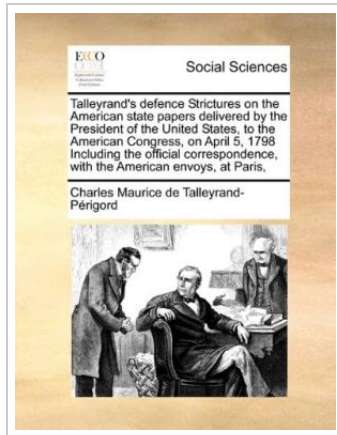 ECCO
Social Sciences
Talleyrand's defence Strictures on the
American state papers delivered by the
President of the United States, to the
American Congress, on April 5, 1798
Including the official correspondence,
with the American envoys, at Paris,
Charles Maurice de Talleyrand-
Périgord